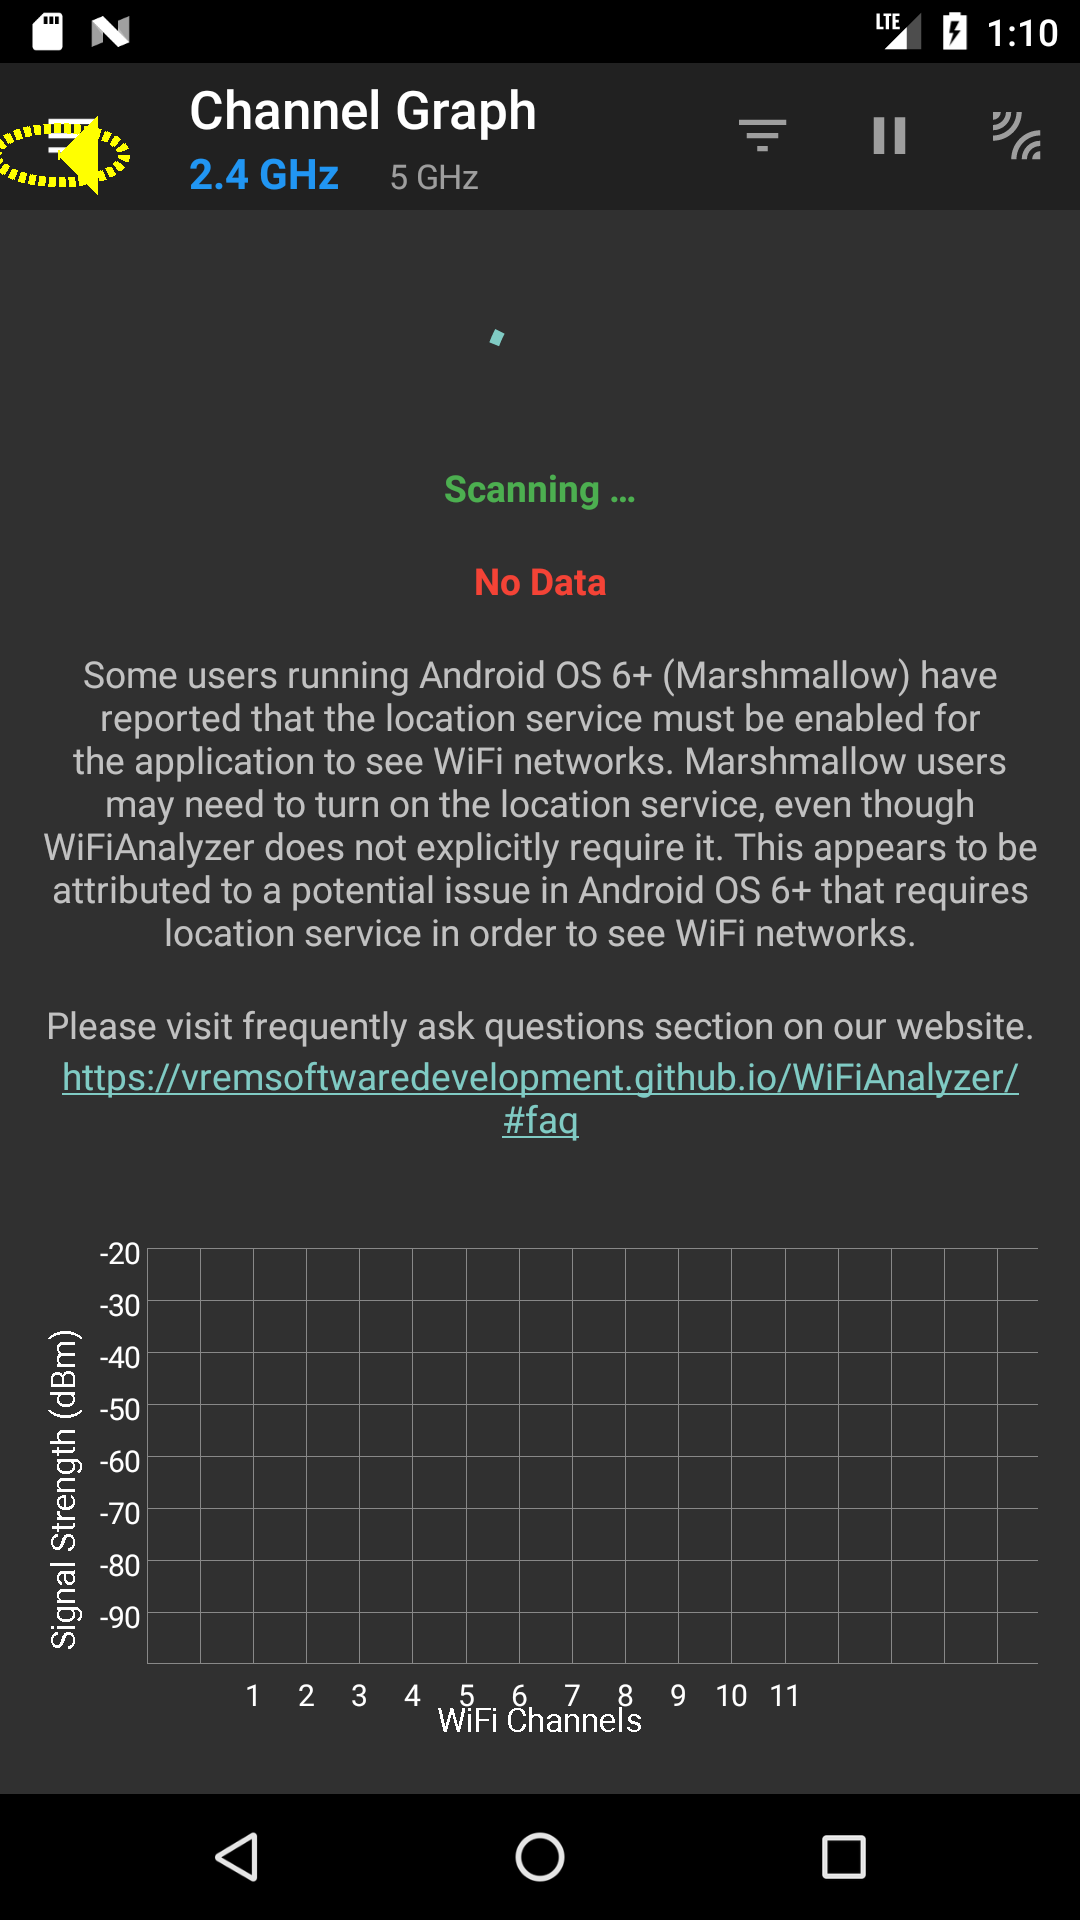 LTE 1:10
Channel Graph
2.4 GHz 5 GHz
Scanning ...
No Data
Some users running Android OS 6+ (Marshmallow) have
reported that the location service must be enabled for
the application to see WiFi networks. Marshmallow users
may need to turn on the location service, even though
WiFiAnalyzer does not explicitly require it. This appears to be
attributed to a potential issue in Android OS 6+ that requires
location service in order to see WiFi networks.
Please visit frequently ask questions section on our website.
https://vremsoftwaredevelopment.github.io/WiFiAnalyzer/
#faq
Signal Strength (dBm)
-20
-30
-40
-50
-60
-70
-80
-90
1 2 3 4 5 6 7 8 9 10 11
WiFi Channels